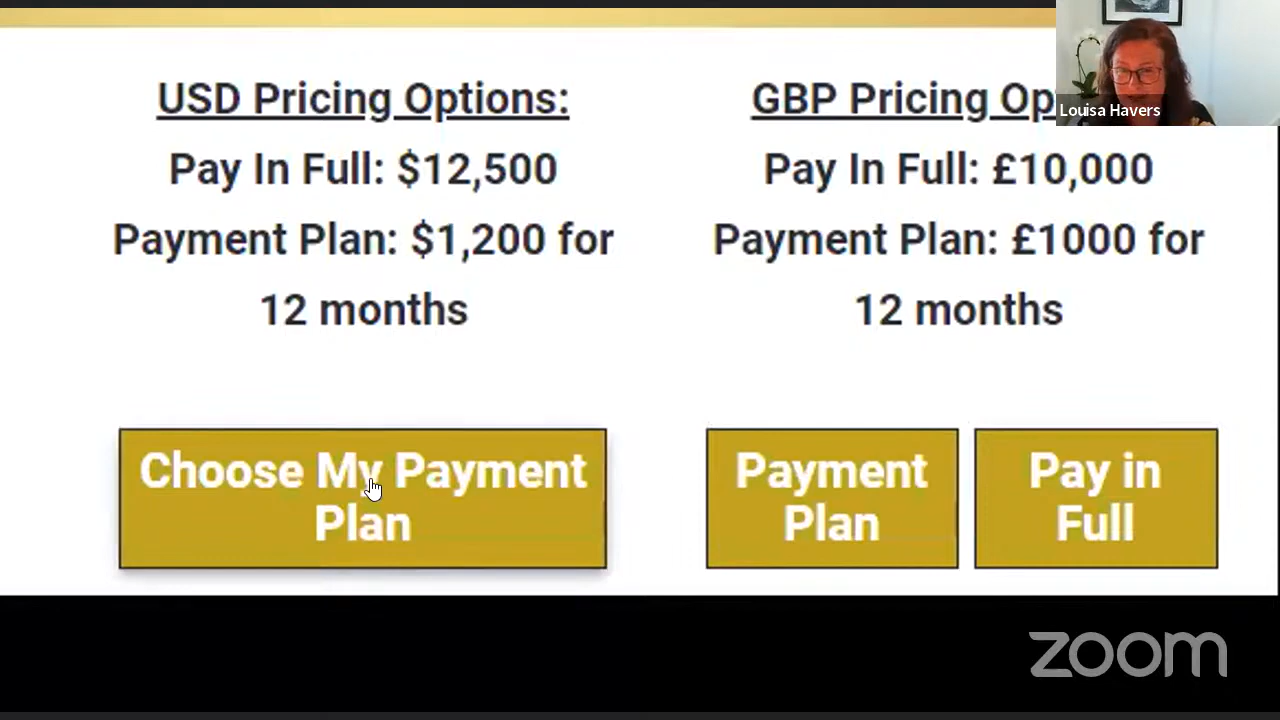 USD Pricing Options:
Pay In Full: $12,500
Payment Plan: $1,200 for
12 months
GBP Pricing Op
Pay In Full: £10,000
Payment Plan: £1000 for
12 months
Louisa Havers
Choose My Payment
Plan
Payment
Plan
Pay in
Full
zoom